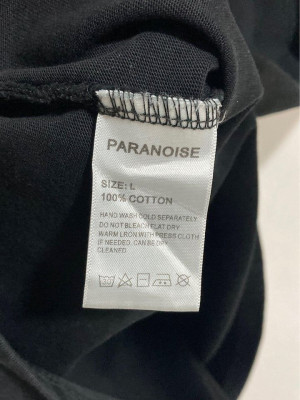 PARANOISE
SIZE: L
100% COTTON
HAND WASH COLD SEPARATELY
DO NOT BLEACH FLAT DRY
WARM LRON WITH PRESS CLOTH
(IF NEEDED, CAN BE DRY
CLEANED.